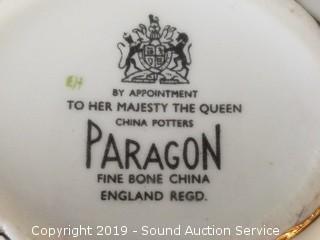 BY APPOINTMENT
TO HER MAJESTY THE QUEEN
CHINA POTTERS
PARAGON
FINE BONE CHINA
ENGLAND REGD.
Copyright 2019 - Sound Auction Service